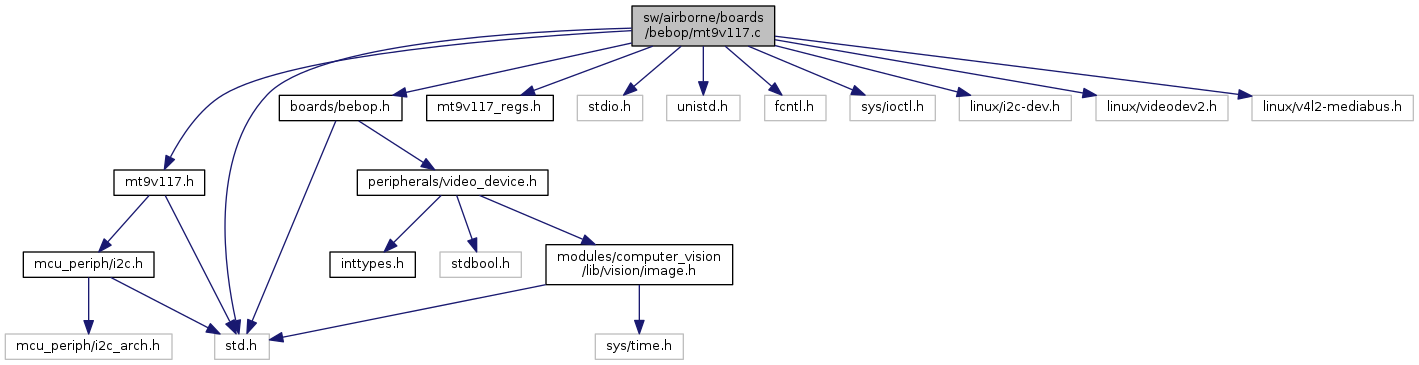 sw/airborne/boards
/bebop/mt9v117.c
boards/bebop.h
mt9v117_regs.h
stdio.h
unistd.h
fcntl.h
sys/ioctl.h
linux/i2c-dev.h
linux/videodev2.h
linux/v4l2-mediabus.h
mt9v117.h
peripherals/video_device.h
mcu_periph/i2c.h
inttypes.h
stdbool.h
modules/computer_vision
/lib/vision/image.h
mcu_periph/i2c_arch.h
std.h
sys/time.h